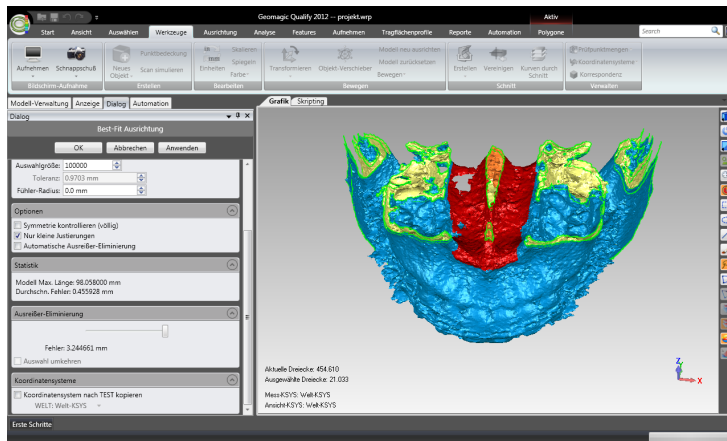 Geomagic Qualify 2012 -- projekt.wrp
Aktiv
Start Ansicht Auswählen Werkzeuge Ausrichtung Analyse Features Aufnehmen Tragflächenprofile Reporte Automation Polygone Search
Aufnehmen Schnappschuß
Neues Objekt
Punktbedeckung
Scan simulieren
Einheiten
Skalieren
Spiegeln
Farbe
Transformieren Objekt-Verschieber
Modell neu ausrichten
Modell zurücksetzen
Bewegen
Erstellen Vereinigen Kurven durch Schnitt
Prüfpunktmengen
Koordinatensysteme
Korrespondenz
Bildschirm-Aufnahme Erstellen Bearbeiten Bewegen Schnitt Verwalten
Modell-Verwaltung Anzeige Dialog Automation
Grafik Skripting
Dialog
Best-Fit Ausrichtung
OK Abbrechen Anwenden
Auswahlgröße: 100000
Toleranz: 0.9703 mm
Fühler-Radius: 0.0 mm
Optionen
Symmetrie kontrollieren (völlig)
Nur kleine Justierungen
Automatische Ausreißer-Eliminierung
Statistik
Modell Max. Länge: 98.058000 mm
Durchschn. Fehler: 0.455928 mm
Ausreißer-Eliminierung
Fehler: 3.244661 mm
Auswahl umkehren
Koordinatensysteme
Koordinatensystem nach TEST kopieren
WELT: Welt-KSYS
Aktuelle Dreiecke: 454.610
Ausgewählte Dreiecke: 21.033
Mess-KSYS: Welt-KSYS
Ansicht-KSYS: Welt-KSYS
Z
X
Erste Schritte